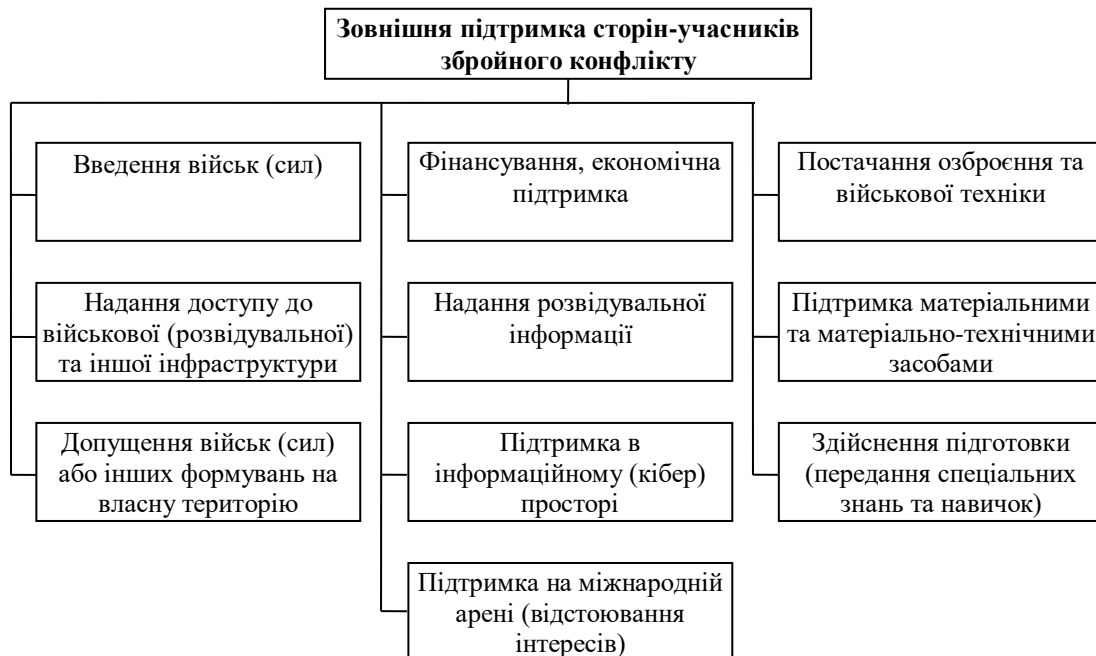 Зовнішня підтримка сторін-учасників
збройного конфлікту
Введення військ (сил)
Фінансування, економічна
підтримка
Постачання озброєння та
військової техніки
Надання доступу до
військової (розвідувальної)
та іншої інфраструктури
Надання розвідувальної
інформації
Підтримка матеріальними
та матеріально-технічними
засобами
Допущення військ (сил)
або інших формувань на
власну територію
Підтримка в
інформаційному (кібер)
просторі
Здійснення підготовки
(передання спеціальних
знань та навичок)
Підтримка на міжнародній
арені (відстоювання
інтересів)